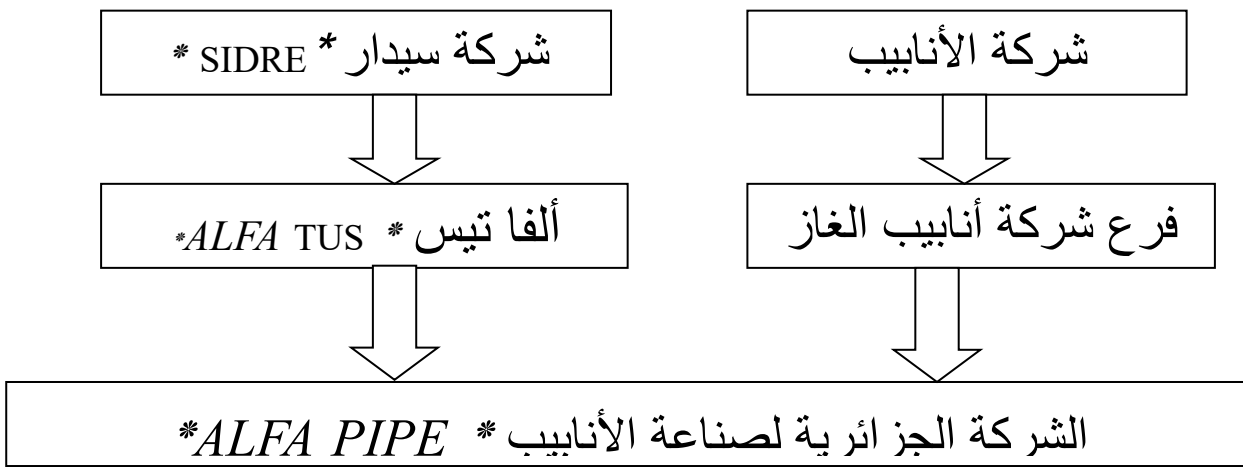 شركة الأنابيب
شركة سيدار * SIDRE *
فرع شركة أنابيب الغاز
ألفا تيس * ALFA TUS*
الشركة الجزائرية لصناعة الأنابيب * ALFA PIPE*